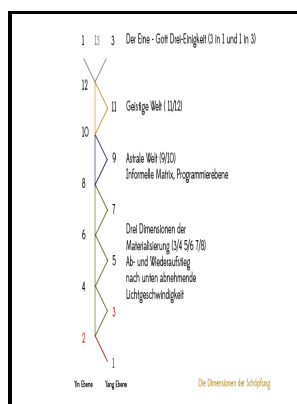 1 13 3 Der Eine - Gott Drei-Einigkeit (3 in 1 und 1 in 3)
12
11 Geistige Welt ( 11/12)
10
9 Astrale Welt (9/10)
Informelle Matrix, Programmierebene
8
7
Drei Dimensionen der
6 Materialisierung (3/4 5/6 7/8)
5 Ab- und Wiederaufstieg
nach unten abnehmende
4 Lichtgeschwindigkeit
3
2
1
Yin Ebene Yang Ebene Die Dimensionen der Schöpfung